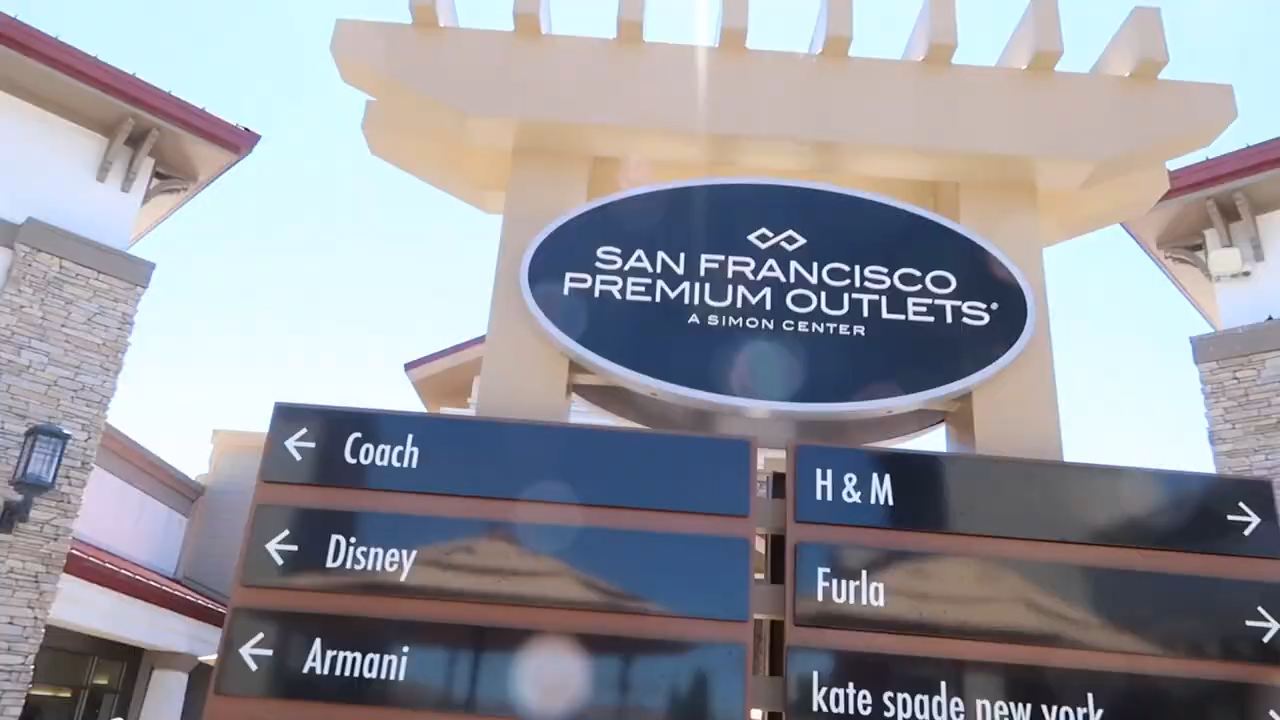 SAN FRANCISCO
PREMIUM OUTLETS®
A SIMON CENTER
← Coach
← Disney
← Armani
H & M →
Furla →
kate spade new york